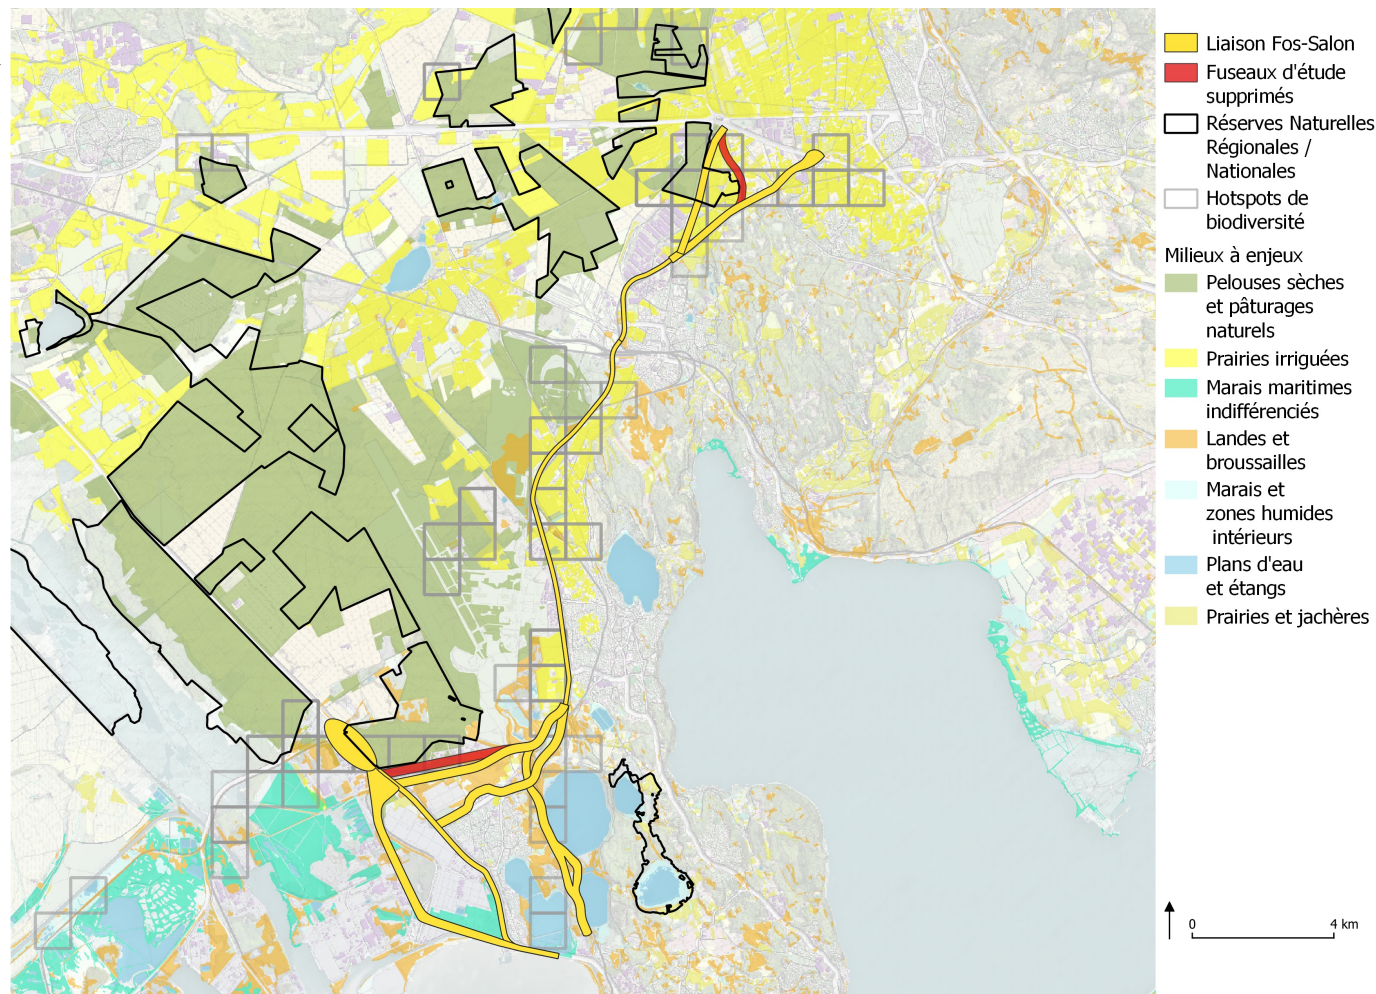 Liaison Fos-Salon
Fuseaux d'étude
supprimés
Réserves Naturelles
Régionales /
Nationales
Hotspots de
biodiversité
Milieux à enjeux
Pelouses sèches
et pâturages
naturels
Prairies irriguées
Marais maritimes
indifférenciés
Landes et
broussailles
Marais et
zones humides
intérieurs
Plans d'eau
et étangs
Prairies et jachères
0 4 km